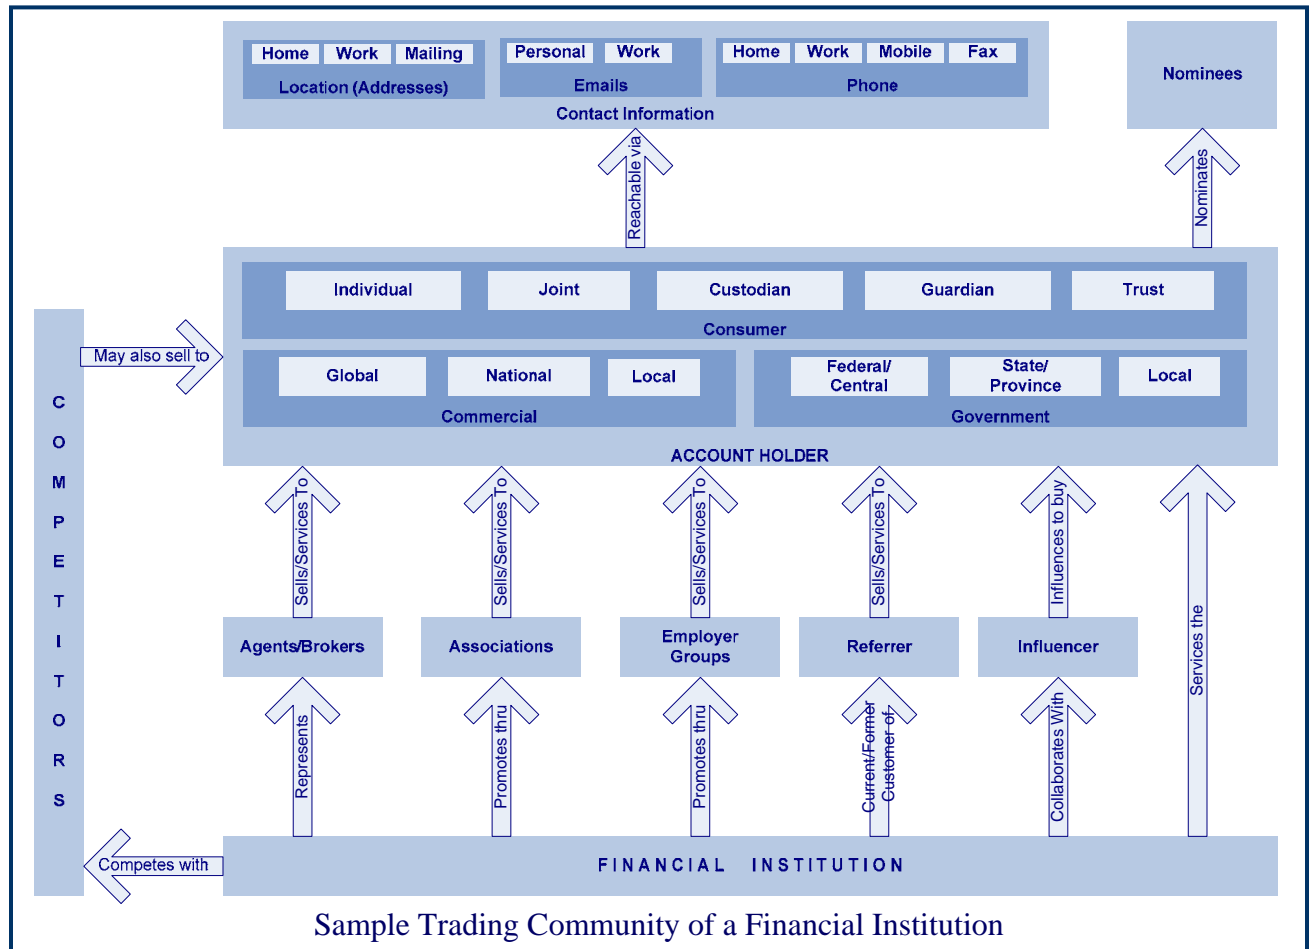 Home Work Mailing
Location (Addresses)
Personal Work
Emails
Home Work Mobile Fax
Phone
Contact Information
Nominees
Reachable via
Nominates
Individual Joint Custodian Guardian Trust
Consumer
Global National Local
Commercial
Federal/
Central
State/
Province
Local
Government
ACCOUNT HOLDER
May also sell to
COMPETITORS
Sells/Services To
Sells/Services To
Sells/Services To
Sells/Services To
Influences to buy
Services the
Agents/Brokers
Associations
Employer
Groups
Referrer
Influencer
Represents
Promotes thru
Promotes thru
Current/Former
Customer of
Collaborates With
Competes with
FINANCIAL INSTITUTION
Sample Trading Community of a Financial Institution